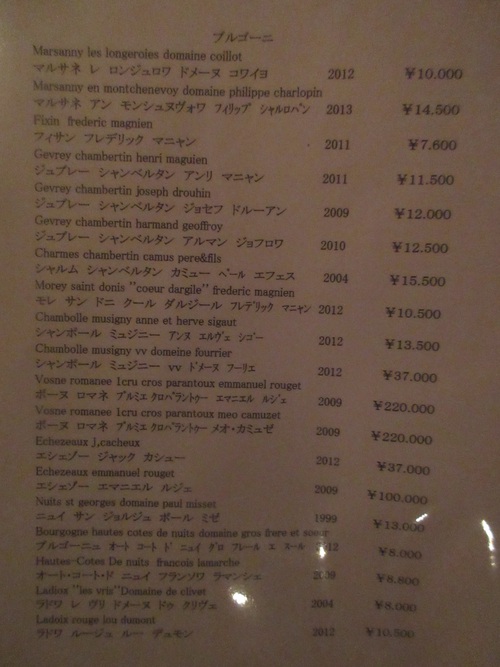 ブルゴーニ
Marsanny les longeroies domaine coillot
マルサネ レ ロンジュロワ ドメーヌ コワイヨ 2012 ¥10.000
Marsanny en montchenevoy domaine philippe charlopin
マルサネ アン モンシュヌヴォワ フィリップ シャルロパン 2013 ¥14.500
Fixin frederic magnien
フィサン フレデリック マニャン 2011 ¥7.600
Gevrey chambertin henri maguien
ジュブレー シャンベルタン アンリ マニャン 2011 ¥11.500
Gevrey chambertin joseph drouhin
ジュブレー シャンベルタン ジョセフ ドルーアン 2009 ¥12.000
Gevrey chambertin harmand geoffroy
ジュブレー シャンベルタン アルマン ジョフロワ 2010 ¥12.500
Charmes chambertin camus pere&fils
シャルム シャンベルタン カミュー ペール エフェス 2004 ¥15.500
Morey saint donis "coeur dargile" frederic magnien
モレ サン ドニ クール ダルジール フレデリック マニャン 2012 ¥10.500
Chambolle musigny anne et herve sigaut
シャンボール ミュジニー アンヌ エルヴェ シゴー 2012 ¥13.500
Chambolle musigny vv domeine fourrier
シャンボール ミュジニー vv ドメーヌ フーリエ 2012 ¥37.000
Vosne romanee 1cru cros parantoux emmanuel rouget
ボーヌ ロマネ プルミエ クロパラントゥー エマニエル ルジェ 2009 ¥220.000
Vosne romanee 1cru cros parantoux meo camuzet
ボーヌ ロマネ プルミエ クロパラントゥー メオ・カミュゼ 2009 ¥220.000
Echezeaux j,cacheux
エシェゾー ジャック カシュー 2012 ¥37.000
Echezeaux emmanuel rouget
エシェゾー エマニエル ルジェ 2009 ¥100.000
Nuits st georges domaine paul misset
ニュイ サン ジョルジュ ポール ミゼ 1999 ¥13.000
Bourgogne hautes cotes de nuits domaine gros frere et soeur
ブルゴーニュ オート コート ド ニュイ グロ フレール エ スール ¥8.000
Hautes-Cotes De nuits francois lamarche
オート・コート・ド ニュイ フランソワ ラマンシェ ¥8.800
Ladiox "les vris"Domaine de clivet
ラドワ レ ヴリ ドメーヌ ドゥ クリヴェ 2004 ¥8.000
Ladoix rouge lou dumont
ラドワ ルージュ ルー デュモン 2012 ¥10.500